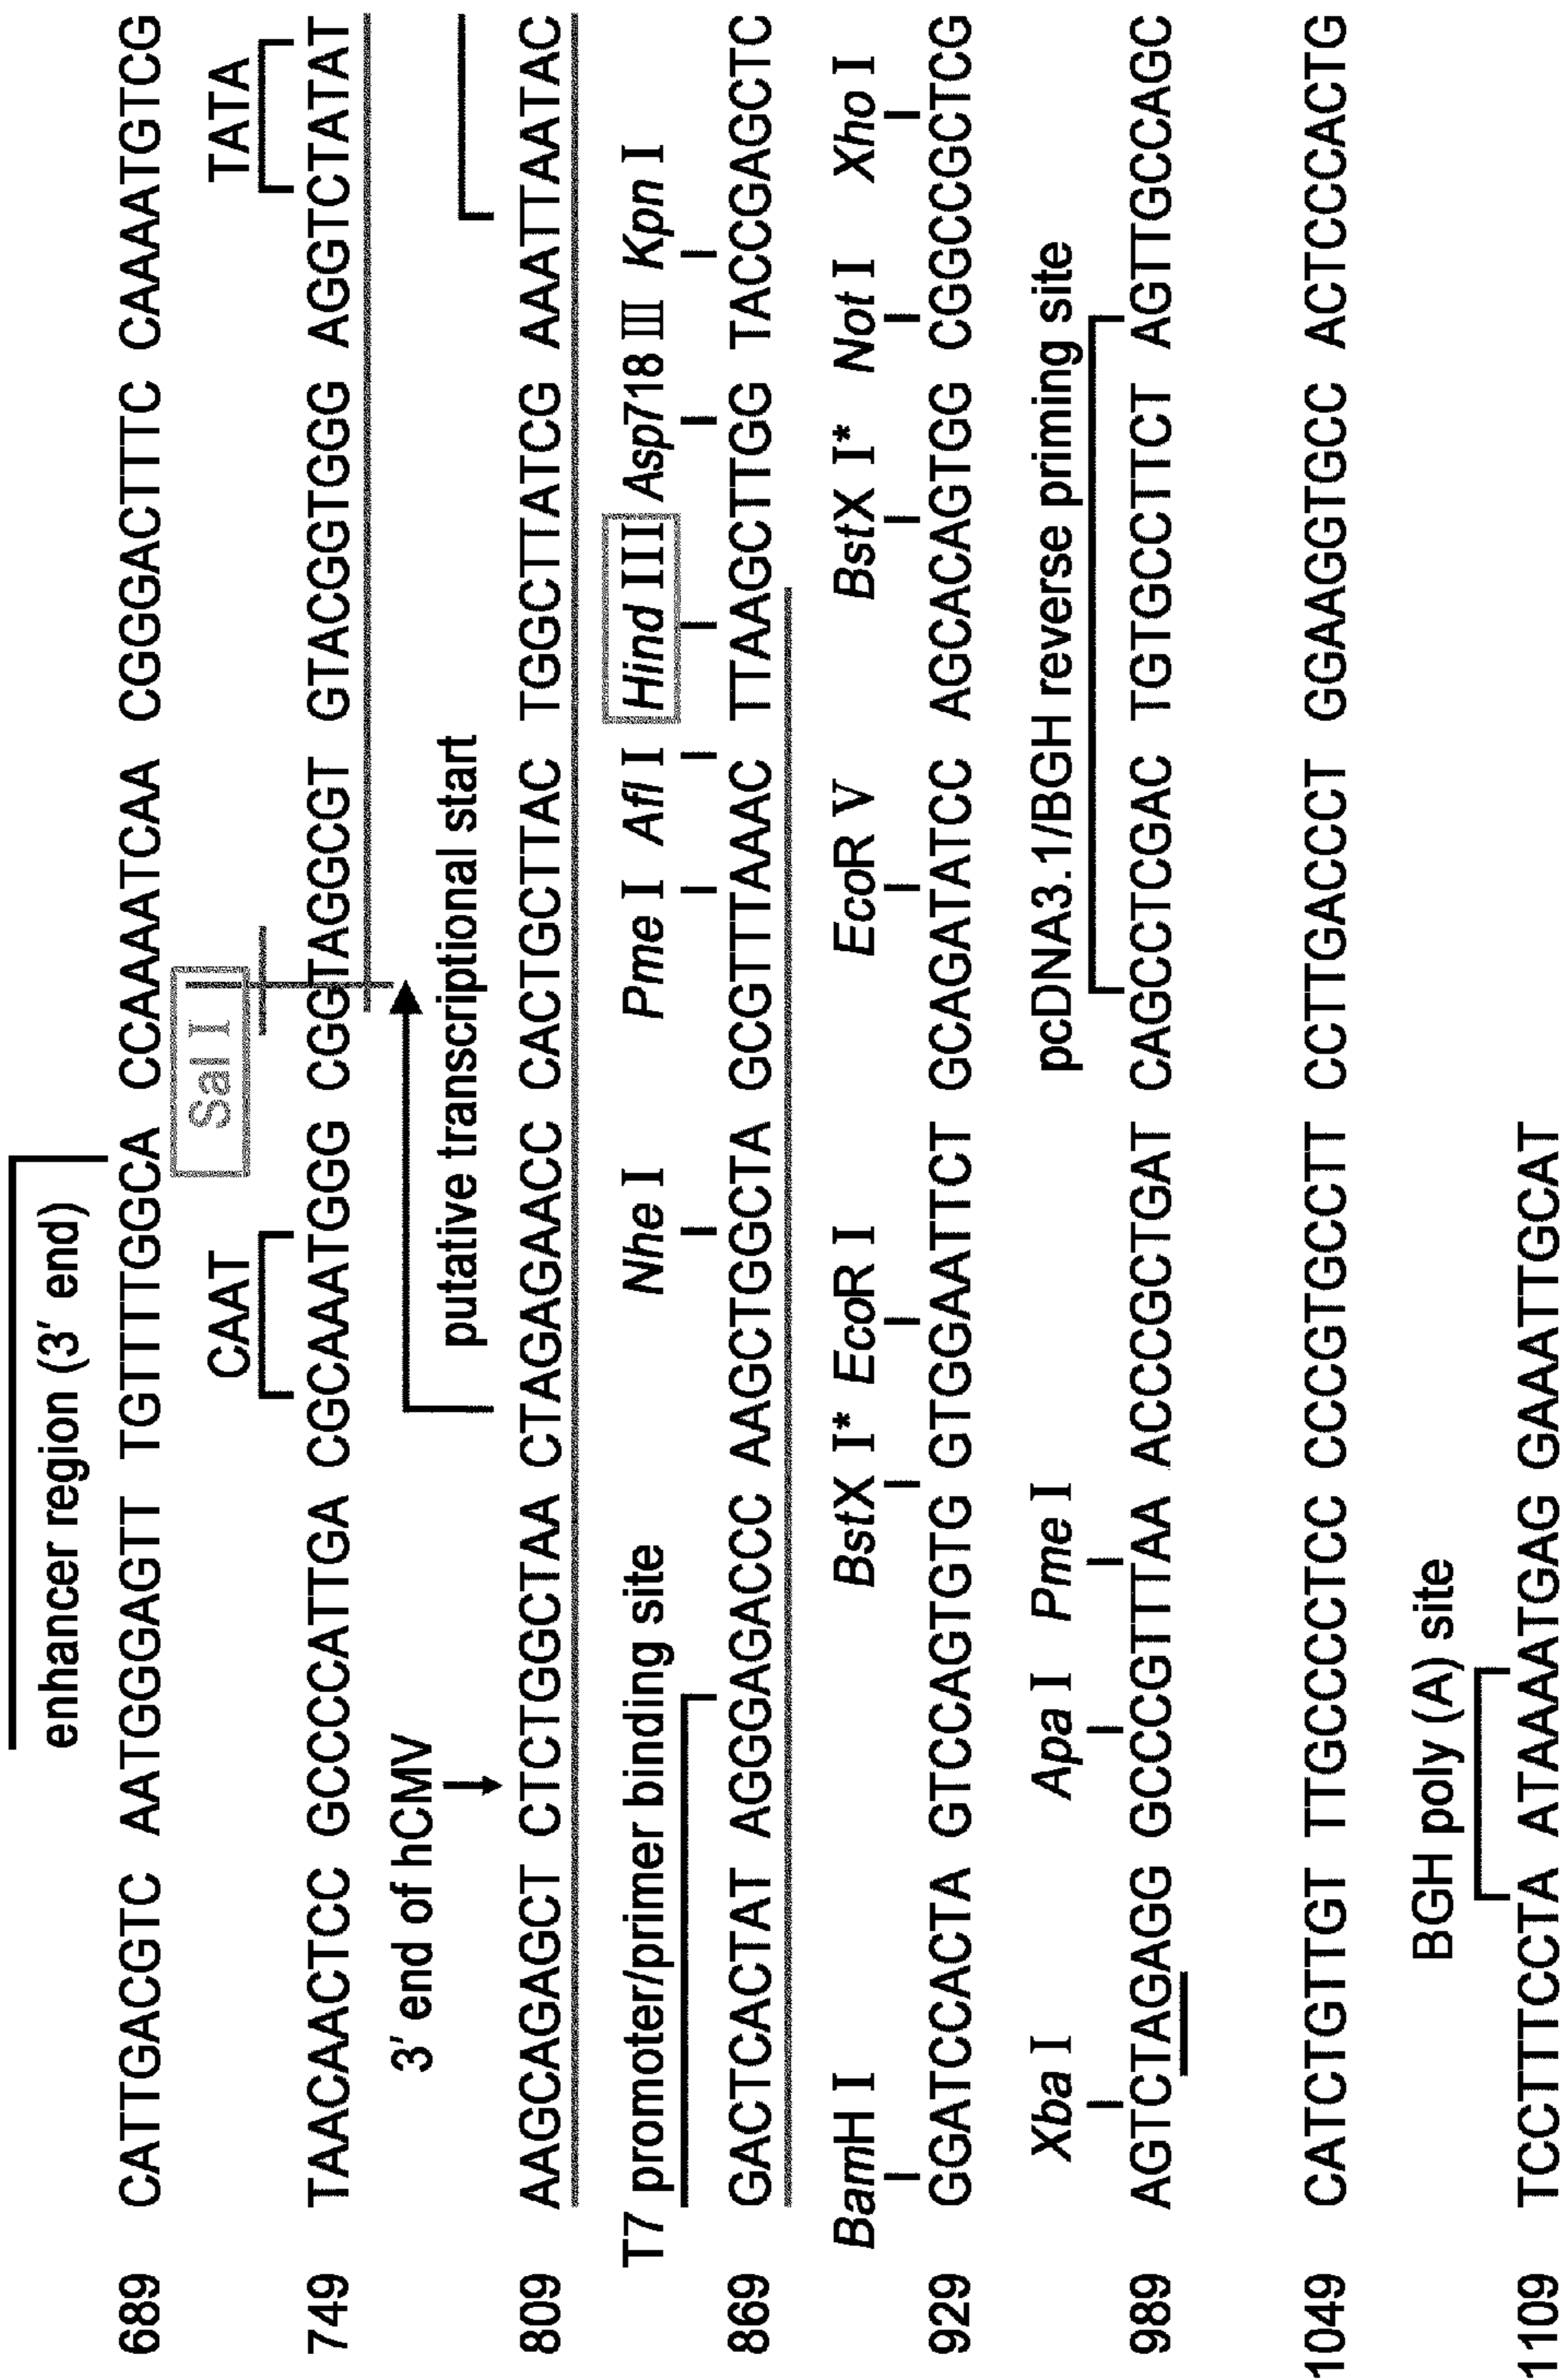 enhancer region (3′ end)
689 CATTGACGTC AATGGGAGTT TGTTTTGGCA CCAAAATCAA CGGGACTTTC CAAAATGTCG
CAAT Sal I TATA
749 TAACAACTCC GCCCCATTGA CGCAAATGGG CGGTAGGCGT GTACGGTGGG AGGTCTATAT
3′ end of hCMV putative transcriptional start
809 AAGCAGAGCT CTCTGGCTAA CTAGAGAACC CACTGCTTAC TGGCTTATCG AAATTAATAC
T7 promoter/primer binding site Nhe I Pme I Afl I Hind III Asp718 III Kpn I
869 GACTCACTAT AGGGAGACCC AAGCTGGCTA GCGTTTAAAC TTAAGCTTGG TACCGAGCTC
BamH I BstX I* EcoR I EcoR V BstX I* Not I Xho I
929 GGATCCACTA GTCCAGTGTG GTGGAATTCT GCAGATATCC AGCACAGTGG CGGCCGCTCG
Xba I Apa I Pme I pcDNA3.1/BGH reverse priming site
989 AGTCTAGAGG GCCCGTTTAA ACCCGCTGAT CAGCCTCGAC TGTGCCTTCT AGTTGCCAGC
1049 CATCTGTTGT TTGCCCCTCC CCCGTGCCTT CCTTGACCCT GGAAGGTGCC ACTCCCACTG
BGH poly (A) site
1109 TCCTTTCCTA ATAAAATGAG GAAATTGCAT